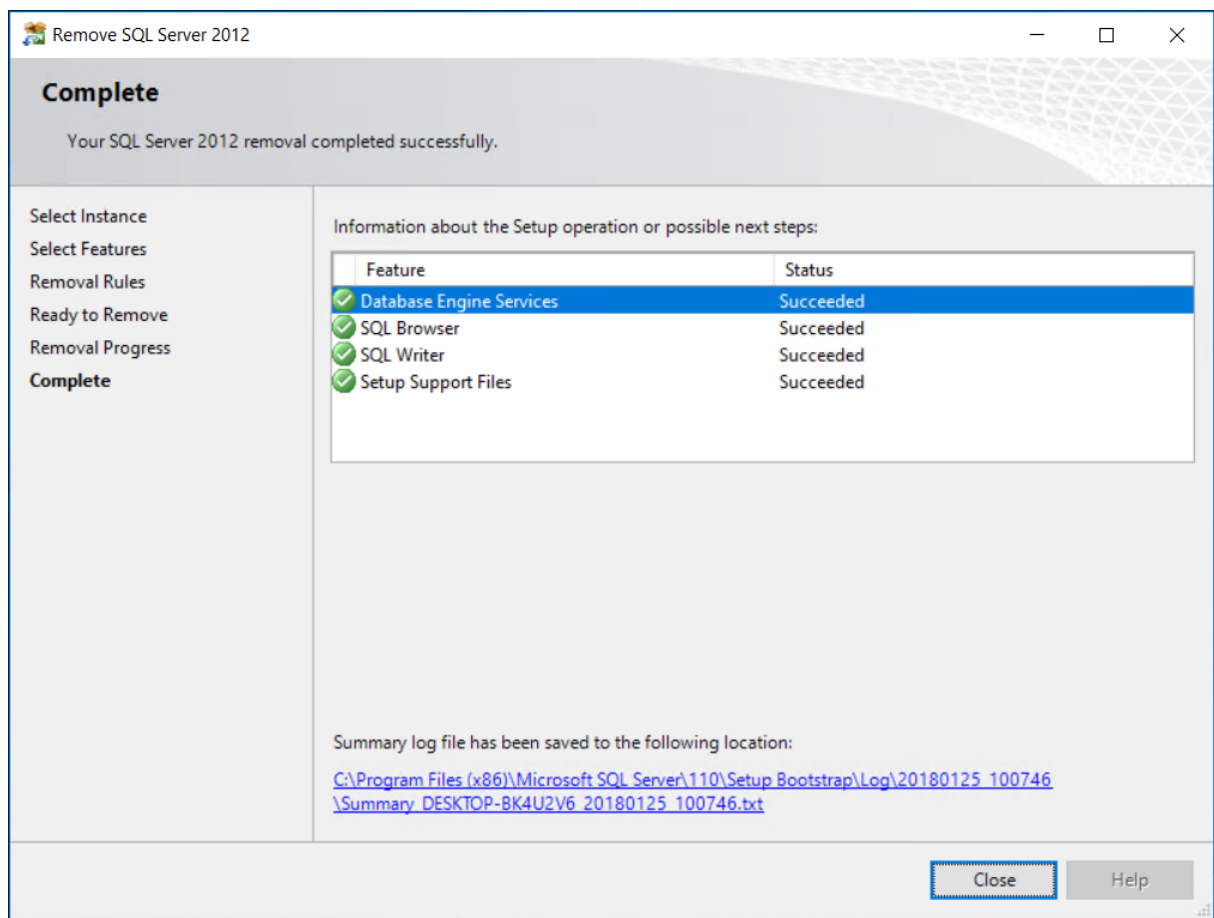 Remove SQL Server 2012
Complete
Your SQL Server 2012 removal completed successfully.
Select Instance
Select Features
Removal Rules
Ready to Remove
Removal Progress
Complete
Information about the Setup operation or possible next steps:
Feature Status
Database Engine Services Succeeded
SQL Browser Succeeded
SQL Writer Succeeded
Setup Support Files Succeeded
Summary log file has been saved to the following location:
C:\Program Files (x86)\Microsoft SQL Server\110\Setup Bootstrap\Log\20180125_100746
\Summary_DESKTOP-BK4U2V6_20180125_100746.txt
Close Help